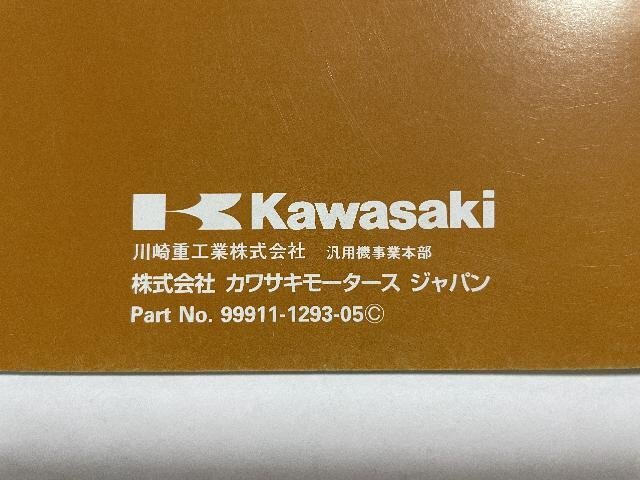 Kawasaki
川崎重工業株式会社 汎用機事業本部
株式会社 カワサキモータース ジャパン
Part No. 99911-1293-05Ⓒ